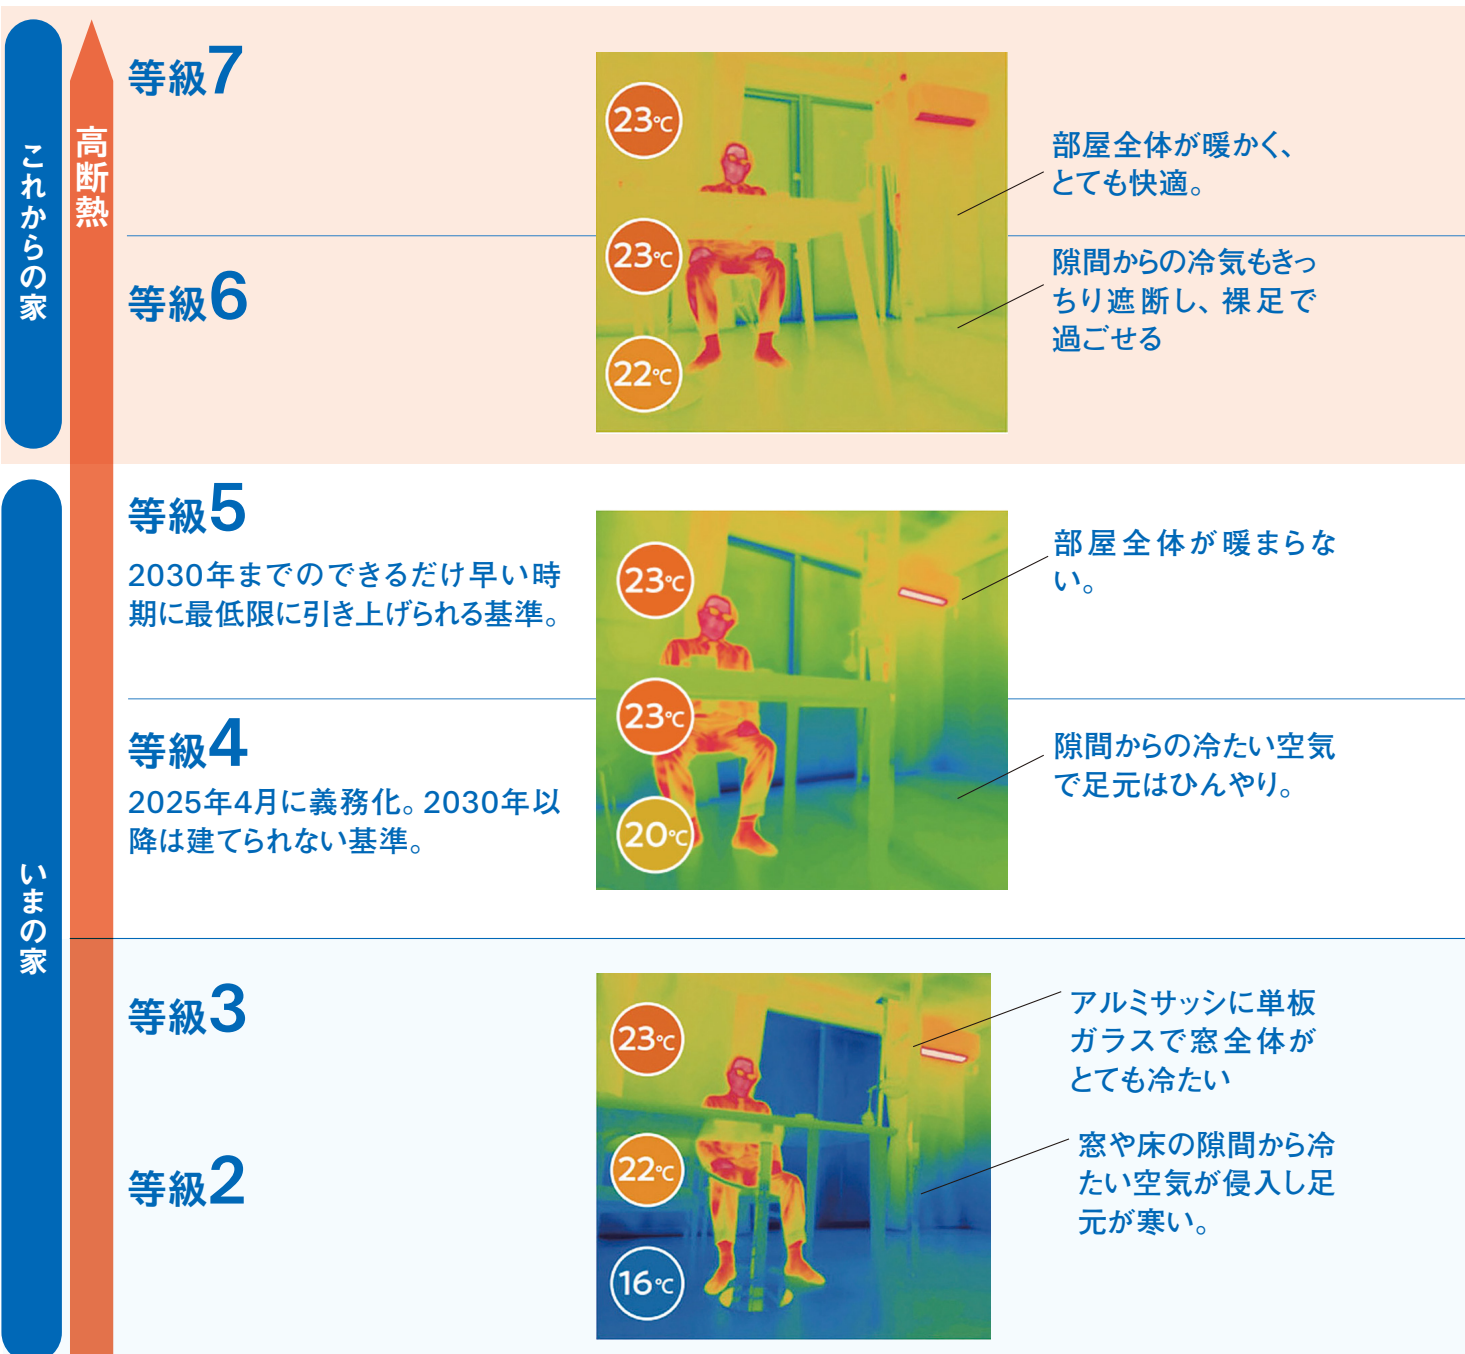 これからの家
高断熱
等級7
23℃
部屋全体が暖かく、
とても快適。
等級6
23℃
隙間からの冷気もきっ
ちり遮断し、裸足で
過ごせる
22℃
いまの家
等級5
2030年までのできるだけ早い時
期に最低限に引き上げられる基準。
23℃
部屋全体が暖まらな
い。
等級4
2025年4月に義務化。2030年以
降は建てられない基準。
23℃
隙間からの冷たい空気
で足元はひんやり。
20℃
等級3
23℃
アルミサッシに単板
ガラスで窓全体が
とても冷たい
等級2
22℃
窓や床の隙間から冷
たい空気が侵入し足
元が寒い。
16℃